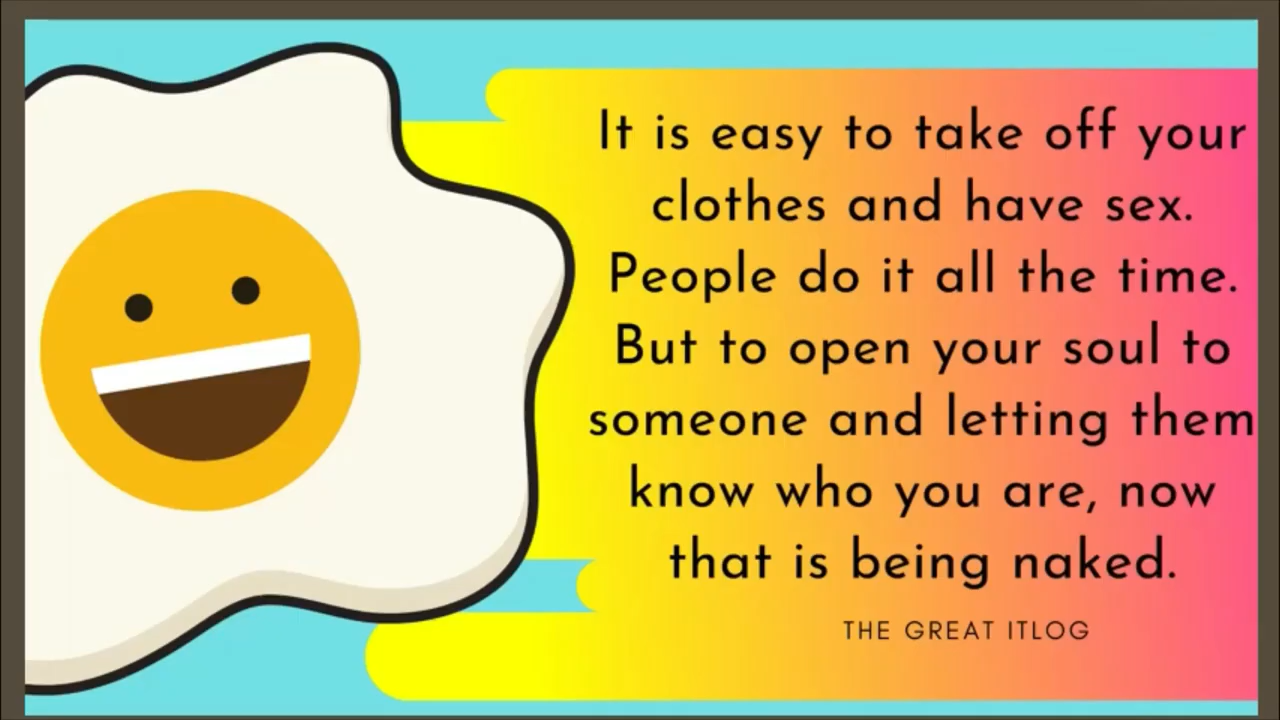 It is easy to take off your
clothes and have sex.
People do it all the time.
But to open your soul to
someone and letting them
know who you are, now
that is being naked.
THE GREAT ITLOG